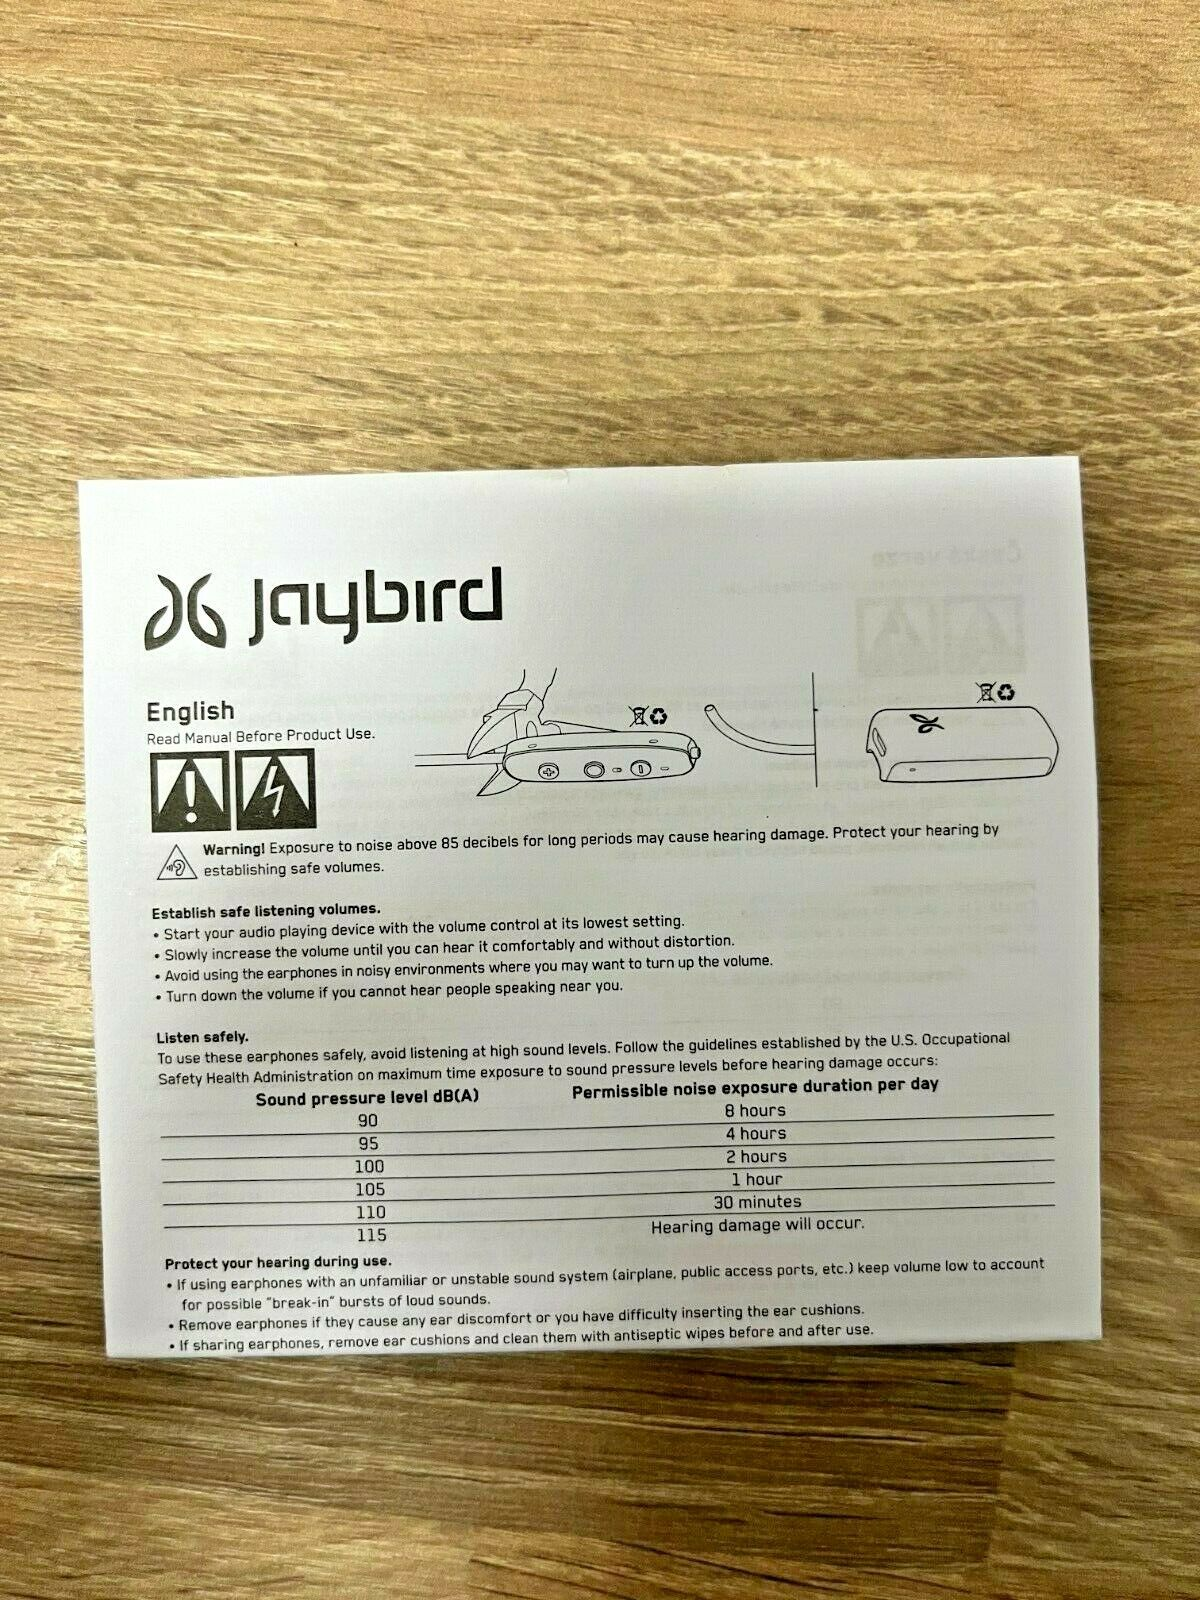 Jaybird
English
Read Manual Before Product Use.
Warning! Exposure to noise above 85 decibels for long periods may cause hearing damage. Protect your hearing by
establishing safe volumes.
Establish safe listening volumes.
• Start your audio playing device with the volume control at its lowest setting.
• Slowly increase the volume until you can hear it comfortably and without distortion.
• Avoid using the earphones in noisy environments where you may want to turn up the volume.
• Turn down the volume if you cannot hear people speaking near you.
Listen safely.
To use these earphones safely, avoid listening at high sound levels. Follow the guidelines established by the U.S. Occupational
Safety Health Administration on maximum time exposure to sound pressure levels before hearing damage occurs:
Sound pressure level dB(A) Permissible noise exposure duration per day
90 8 hours
95 4 hours
100 2 hours
105 1 hour
110 30 minutes
115 Hearing damage will occur.
Protect your hearing during use.
• If using earphones with an unfamiliar or unstable sound system (airplane, public access ports, etc.) keep volume low to account
for possible "break-in" bursts of loud sounds.
• Remove earphones if they cause any ear discomfort or you have difficulty inserting the ear cushions.
• If sharing earphones, remove ear cushions and clean them with antiseptic wipes before and after use.